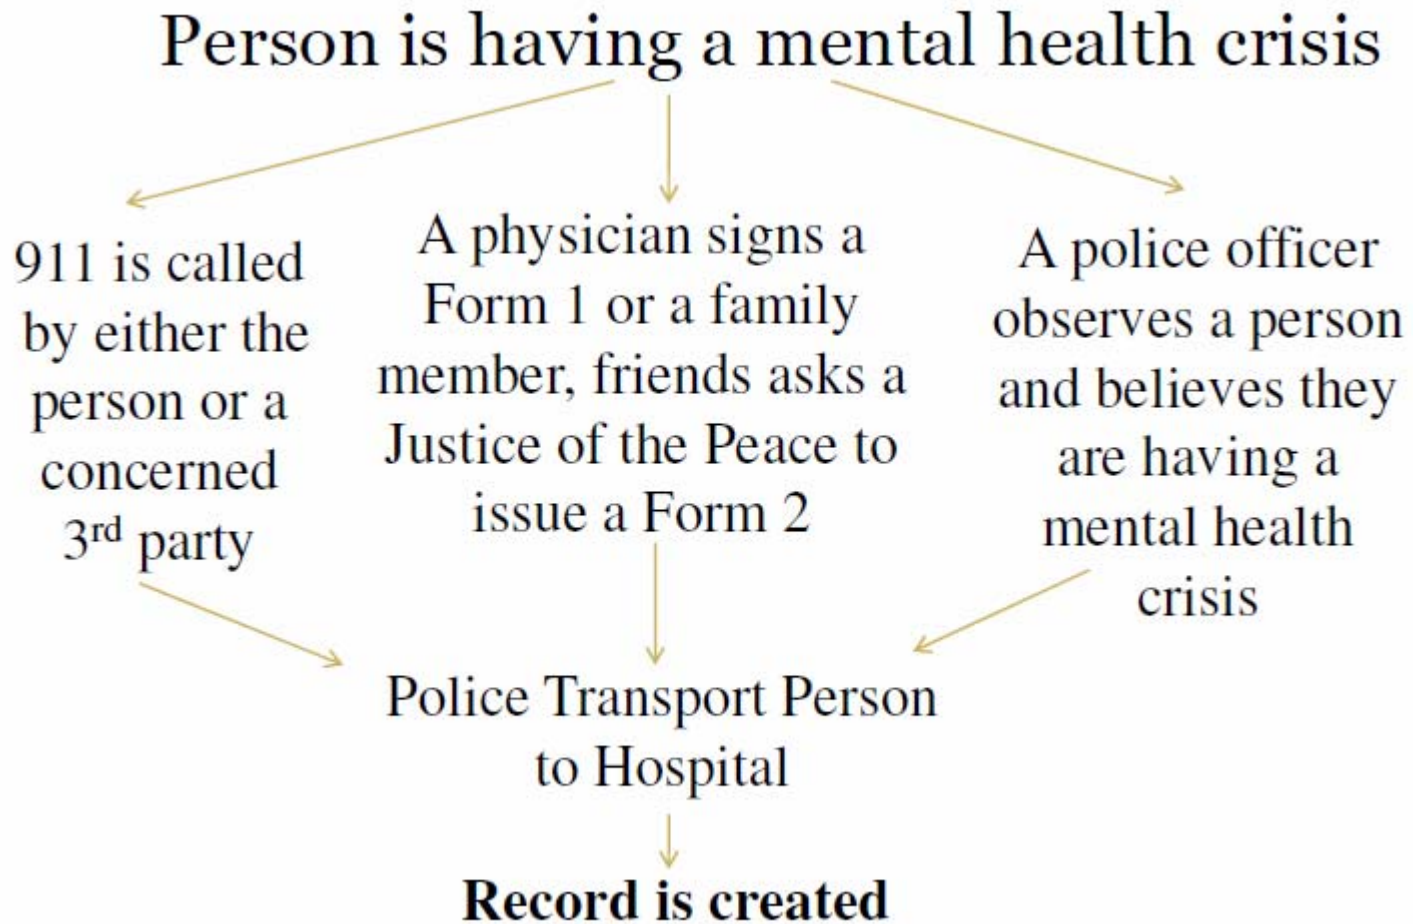 Person is having a mental health crisis
911 is called
by either the
person or a
concerned
3rd party
A physician signs a
Form 1 or a family
member, friends asks a
Justice of the Peace to
issue a Form 2
A police officer
observes a person
and believes they
are having a
mental health
crisis
Police Transport Person
to Hospital
Record is created